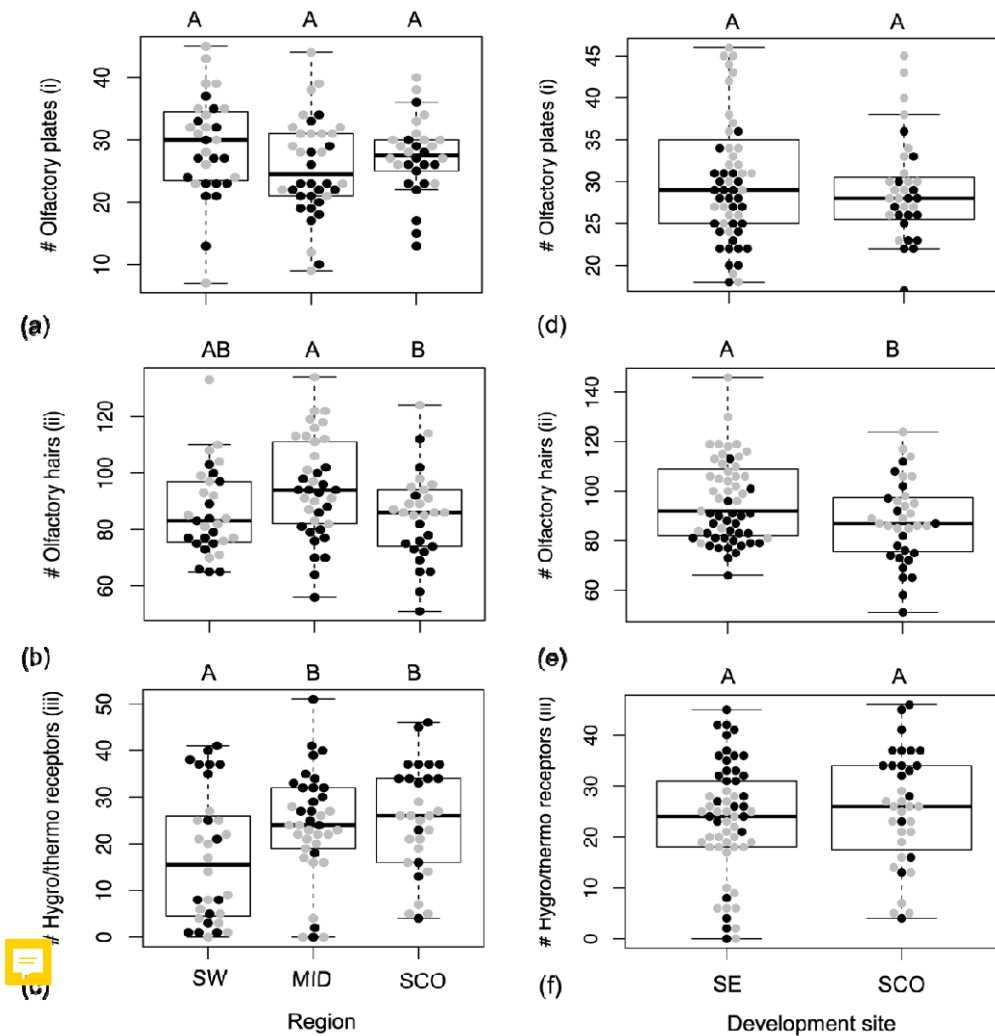 A A A
# Olfactory plates (i)
40
30
20
10
(a)
A A
# Olfactory plates (i)
45
40
35
30
25
20
(d)
AB A B
# Olfactory hairs (ii)
120
100
80
60
(b)
A B
# Olfactory hairs (ii)
140
120
100
80
60
(e)
A B B
# Hygro/thermo receptors (iii)
50
40
30
20
10
0
(c)
SW MID SCO
Region
A A
# Hygro/thermo receptors (iii)
40
30
20
10
0
(f)
SE SCO
Development site